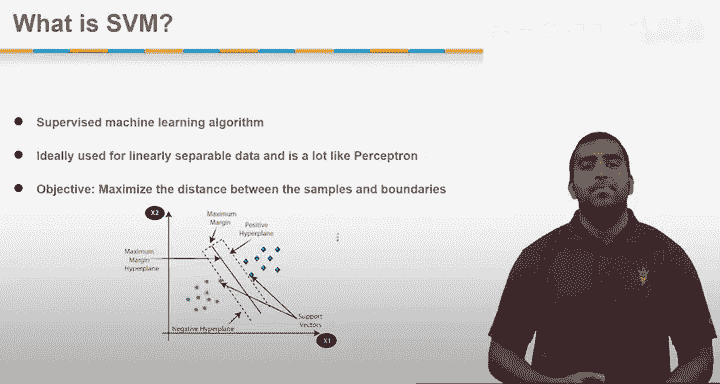 What is SVM?
Supervised machine learning algorithm
Ideally used for linearly separable data and is a lot like Perceptron
Objective: Maximize the distance between the samples and boundaries
X2
Maximum
Margin
Positive
Hyperplane
Maximum
Margin
Hyperplane
Support
Vectors
Negative Hyperplane
X1